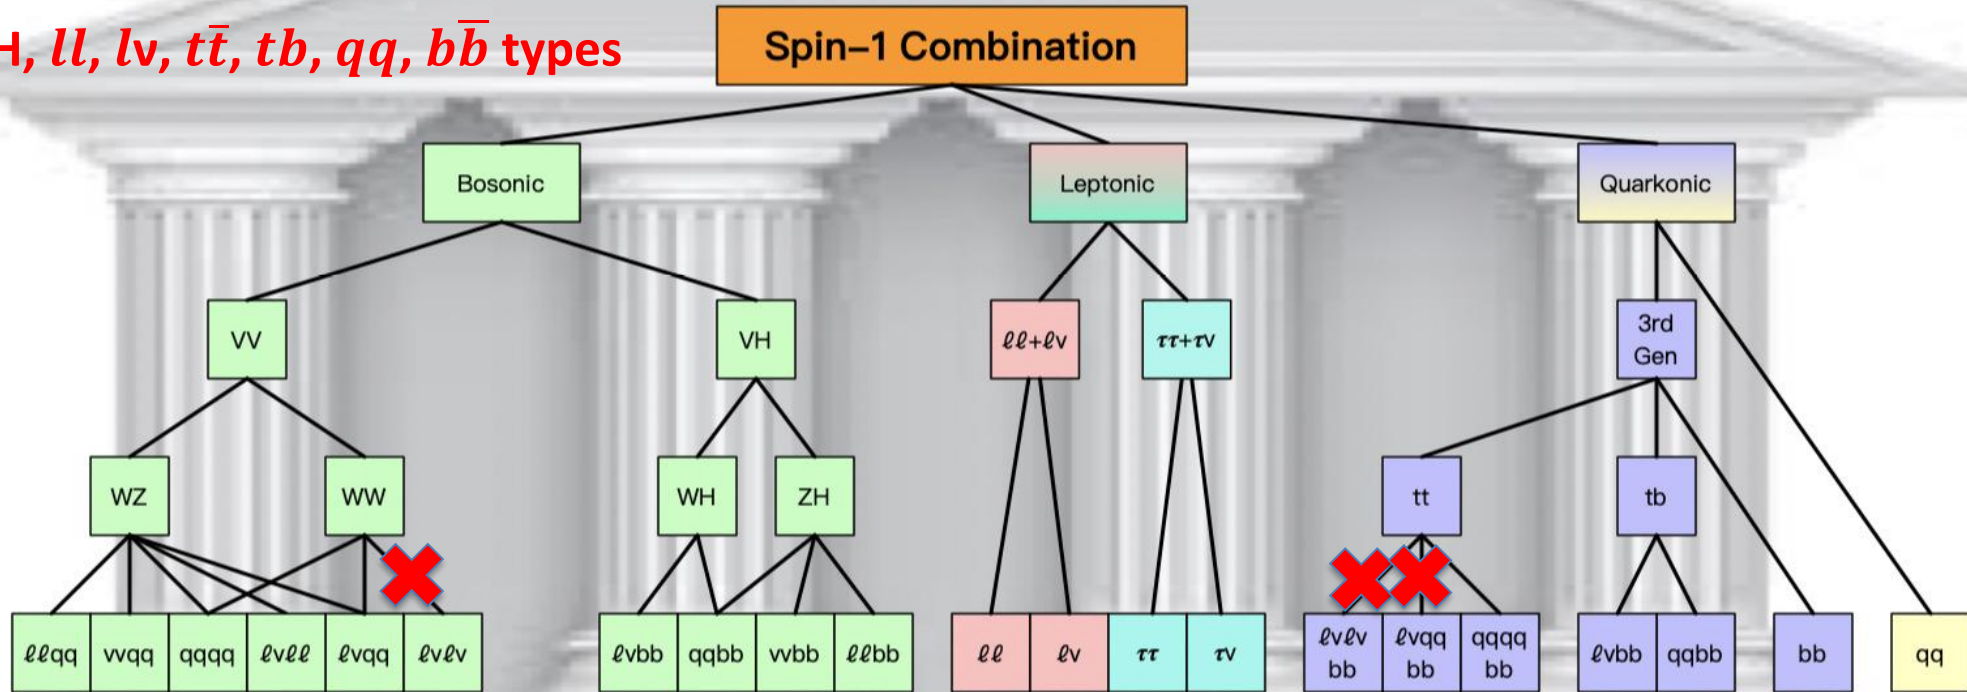 H, ll, lν, tt̄, tb, qq, bb̄ types
Spin–1 Combination
Bosonic
Leptonic
Quarkonic
VV
VH
ℓℓ+ℓν
ττ+τν
3rd
Gen
WZ
WW
WH
ZH
tt
tb
ℓℓqq
ννqq
qqqq
ℓνℓℓ
ℓνqq
ℓνℓν
ℓνbb
qqbb
ννbb
ℓℓbb
ℓℓ
ℓν
ττ
τν
ℓνℓν
bb
ℓνqq
bb
qqqq
bb
ℓνbb
qqbb
bb
qq